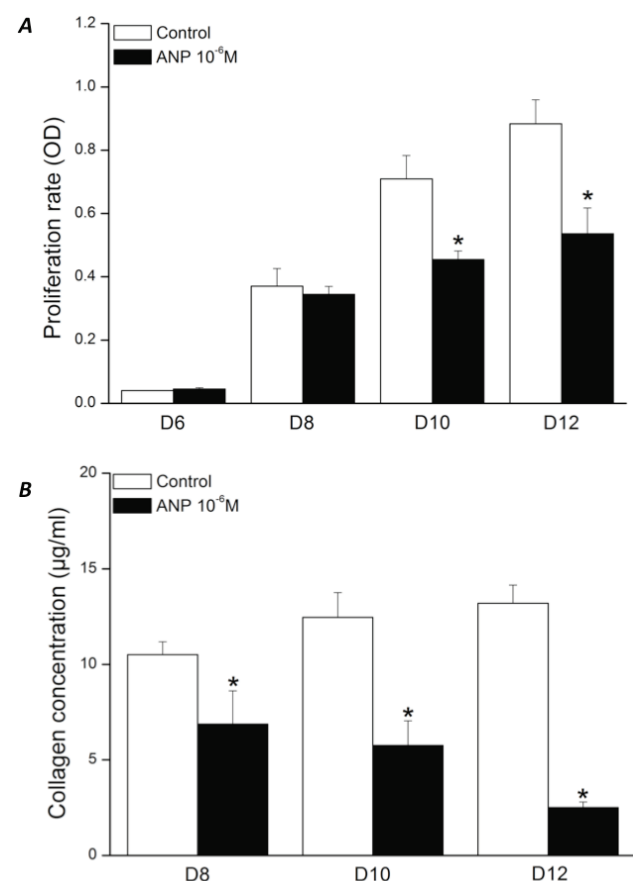 A
Control
ANP 10⁻⁶M
Proliferation rate (OD)
1.2
1.0
0.8
0.6
0.4
0.2
0.0
*
*
D6 D8 D10 D12
B
Control
ANP 10⁻⁶M
Collagen concentration (µg/ml)
20
15
10
5
0
*
*
*
D8 D10 D12